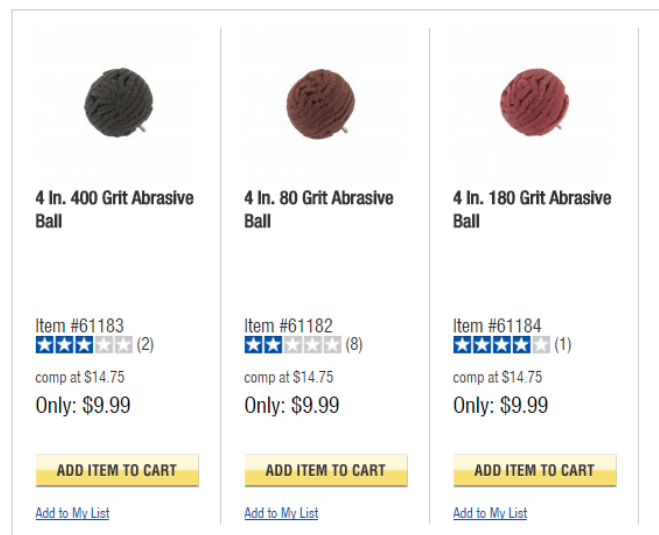 4 In. 400 Grit Abrasive
Ball
Item #61183
(2)
comp at $14.75
Only: $9.99
ADD ITEM TO CART
Add to My List
4 In. 80 Grit Abrasive
Ball
Item #61182
(8)
comp at $14.75
Only: $9.99
ADD ITEM TO CART
Add to My List
4 In. 180 Grit Abrasive
Ball
Item #61184
(1)
comp at $14.75
Only: $9.99
ADD ITEM TO CART
Add to My List